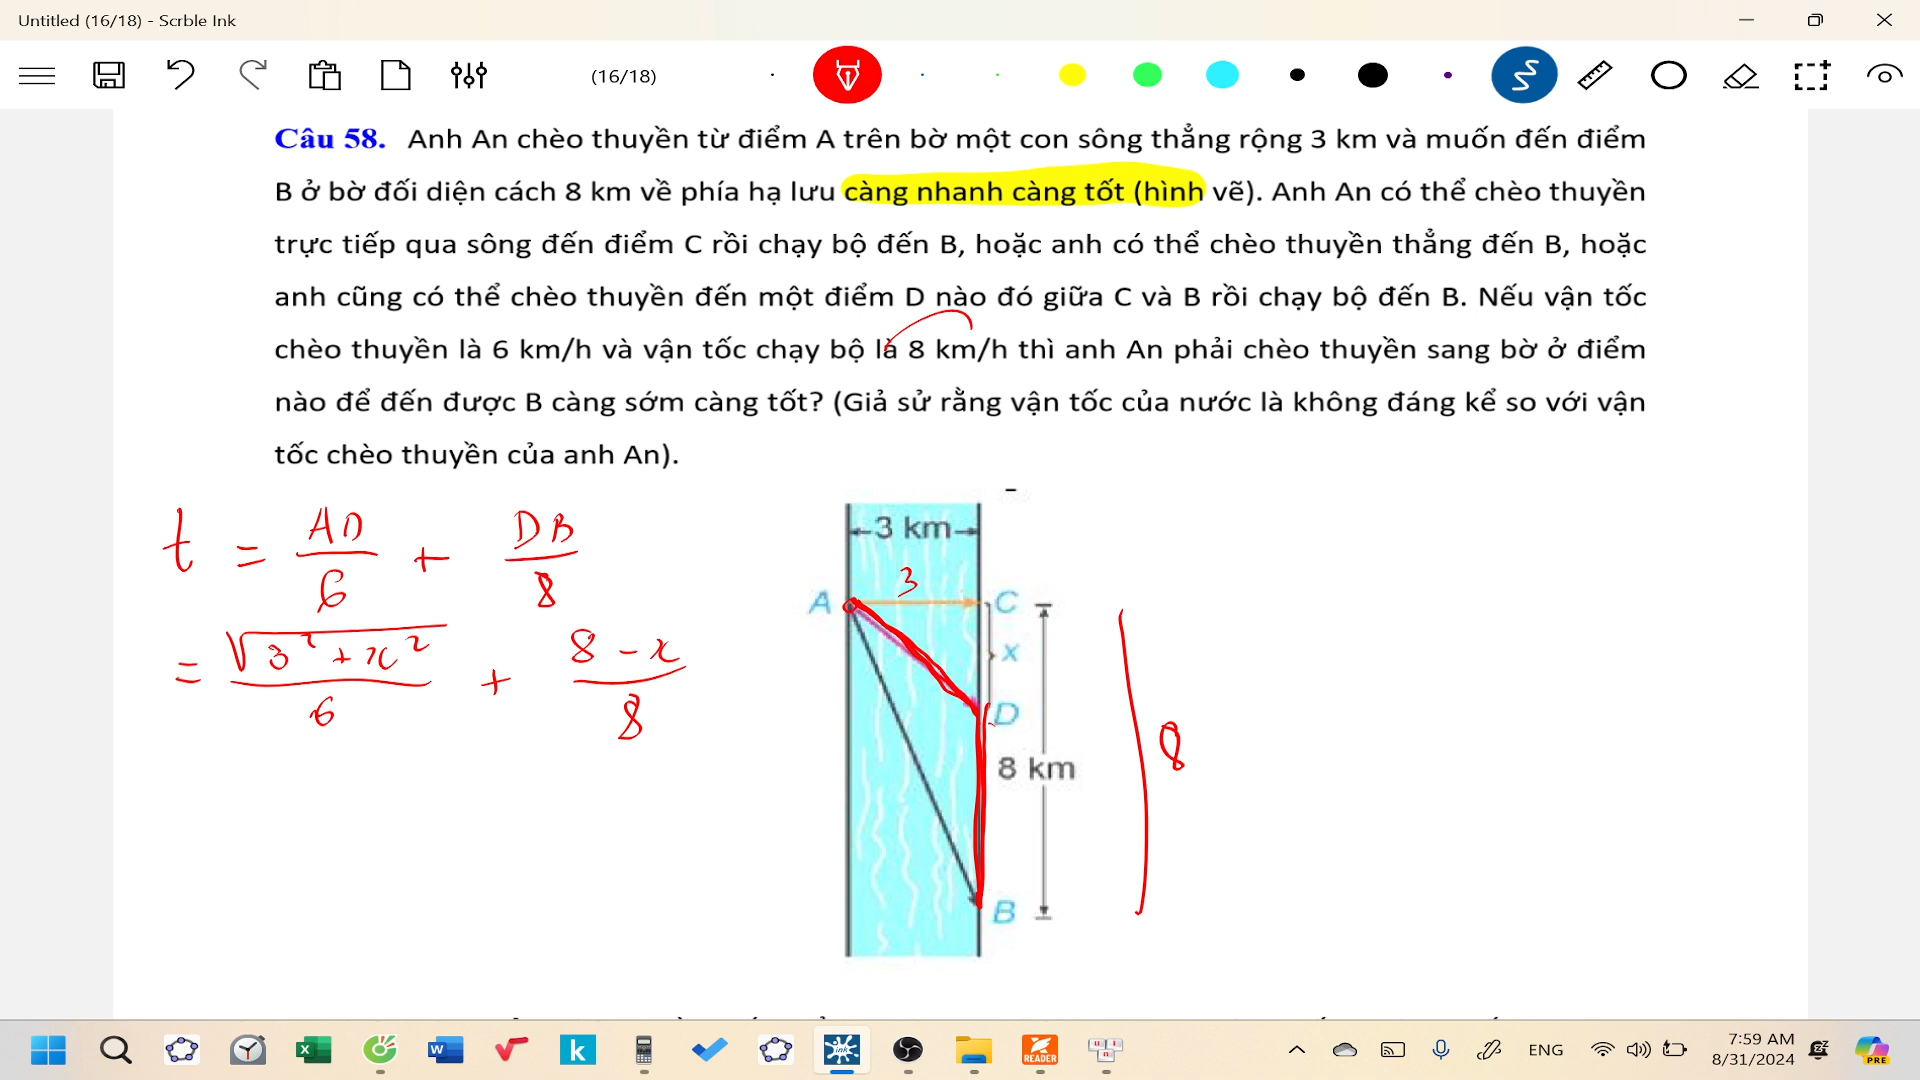 Untitled (16/18) - Scrble Ink
(16/18)
Câu 58. Anh An chèo thuyền từ điểm A trên bờ một con sông thẳng rộng 3 km và muốn đến điểm
B ở bờ đối diện cách 8 km về phía hạ lưu càng nhanh càng tốt (hình vẽ). Anh An có thể chèo thuyền
trực tiếp qua sông đến điểm C rồi chạy bộ đến B, hoặc anh có thể chèo thuyền thẳng đến B, hoặc
anh cũng có thể chèo thuyền đến một điểm D nào đó giữa C và B rồi chạy bộ đến B. Nếu vận tốc
chèo thuyền là 6 km/h và vận tốc chạy bộ là 8 km/h thì anh An phải chèo thuyền sang bờ ở điểm
nào để đến được B càng sớm càng tốt? (Giả sử rằng vận tốc của nước là không đáng kể so với vận
tốc chèo thuyền của anh An).
t = AD/6 + DB/8
= √(3² + x²)/6 + (8 - x)/8
3 km
3
A
C
x
D
8 km
8
B
k
READER
ENG
7:59 AM
8/31/2024
PRE